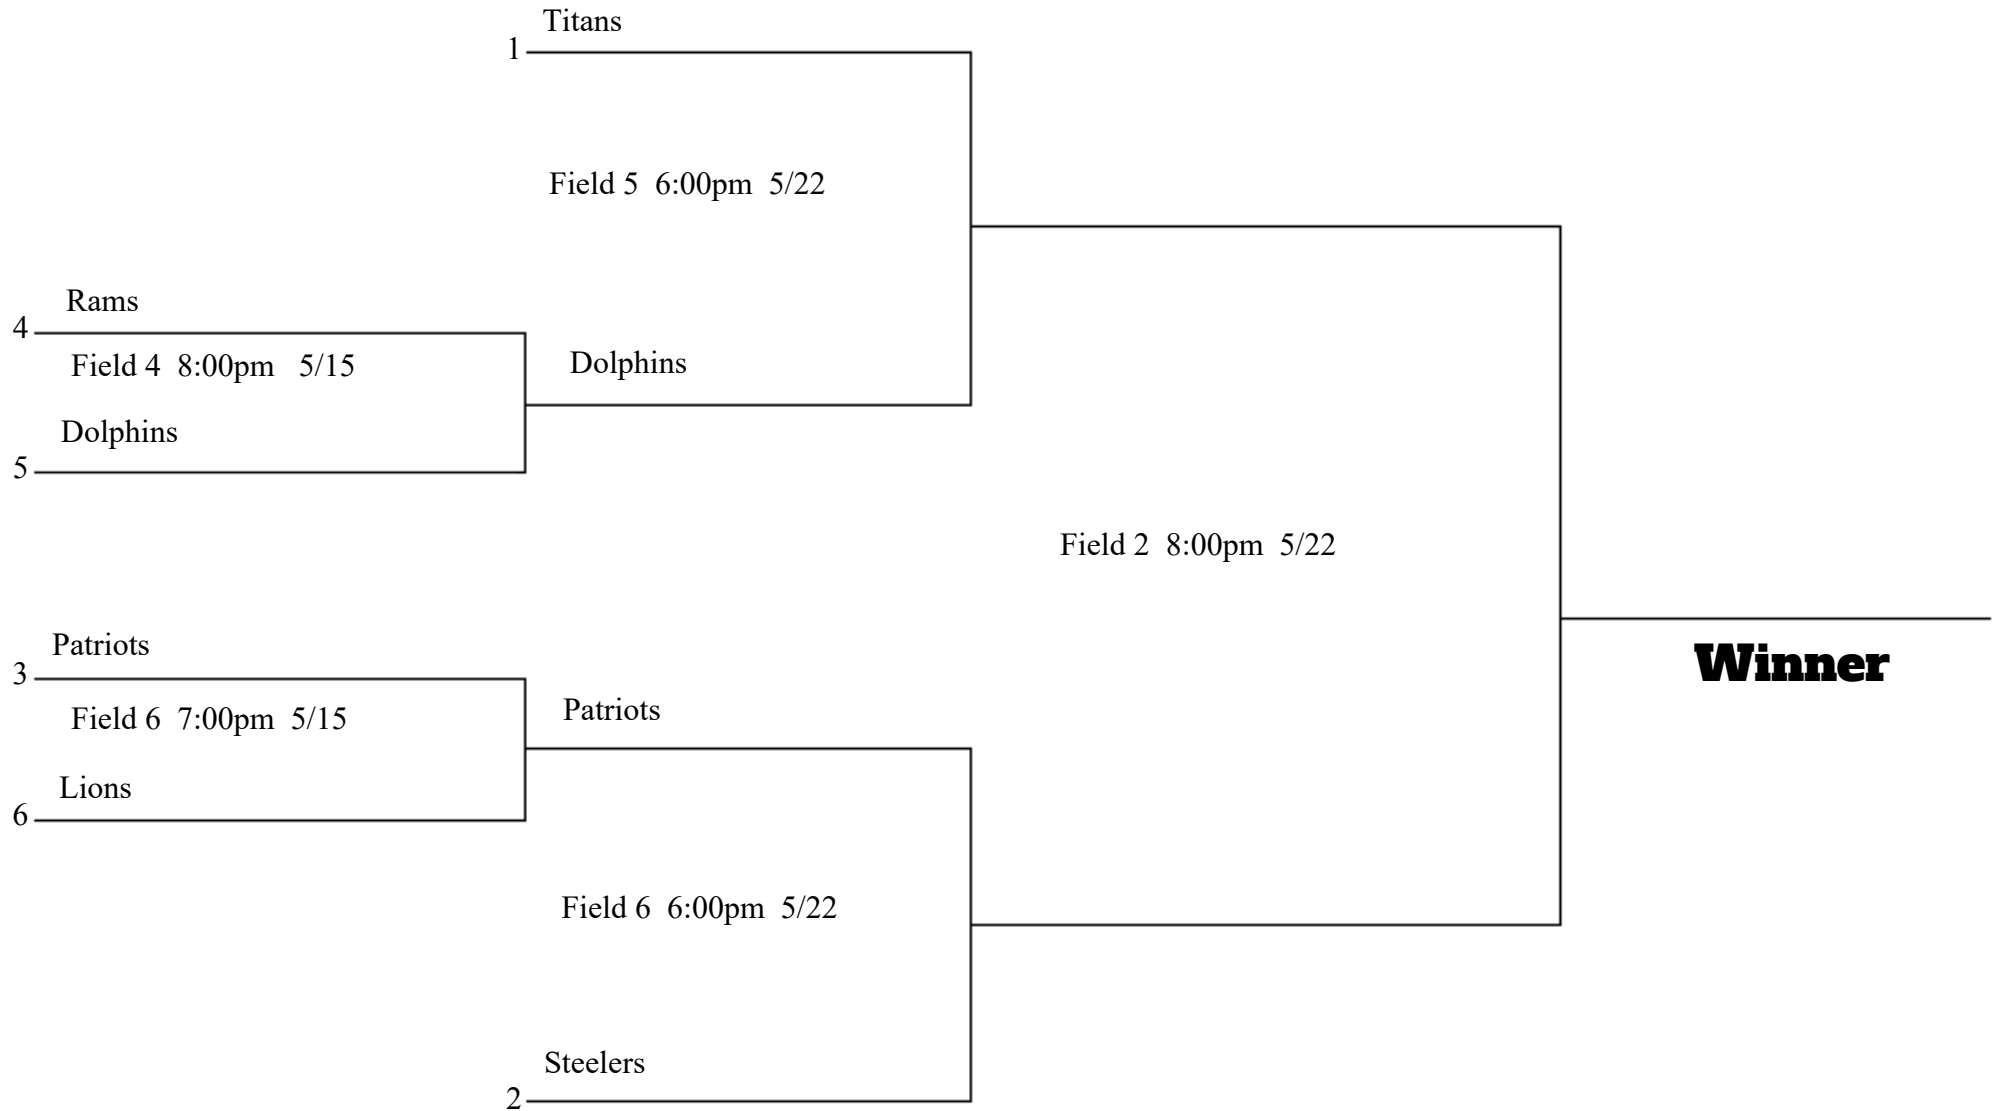 Titans
1
Field 5 6:00pm 5/22
Rams
4
Field 4 8:00pm 5/15
Dolphins
Dolphins
5
Field 2 8:00pm 5/22
Patriots
3
Winner
Field 6 7:00pm 5/15
Patriots
Lions
6
Field 6 6:00pm 5/22
Steelers
2